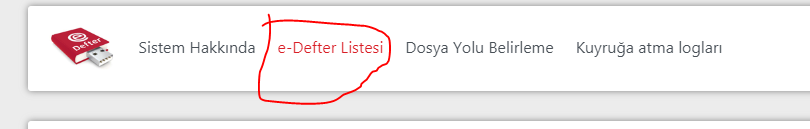 e Defter
Sistem Hakkında e-Defter Listesi Dosya Yolu Belirleme Kuyruğa atma logları